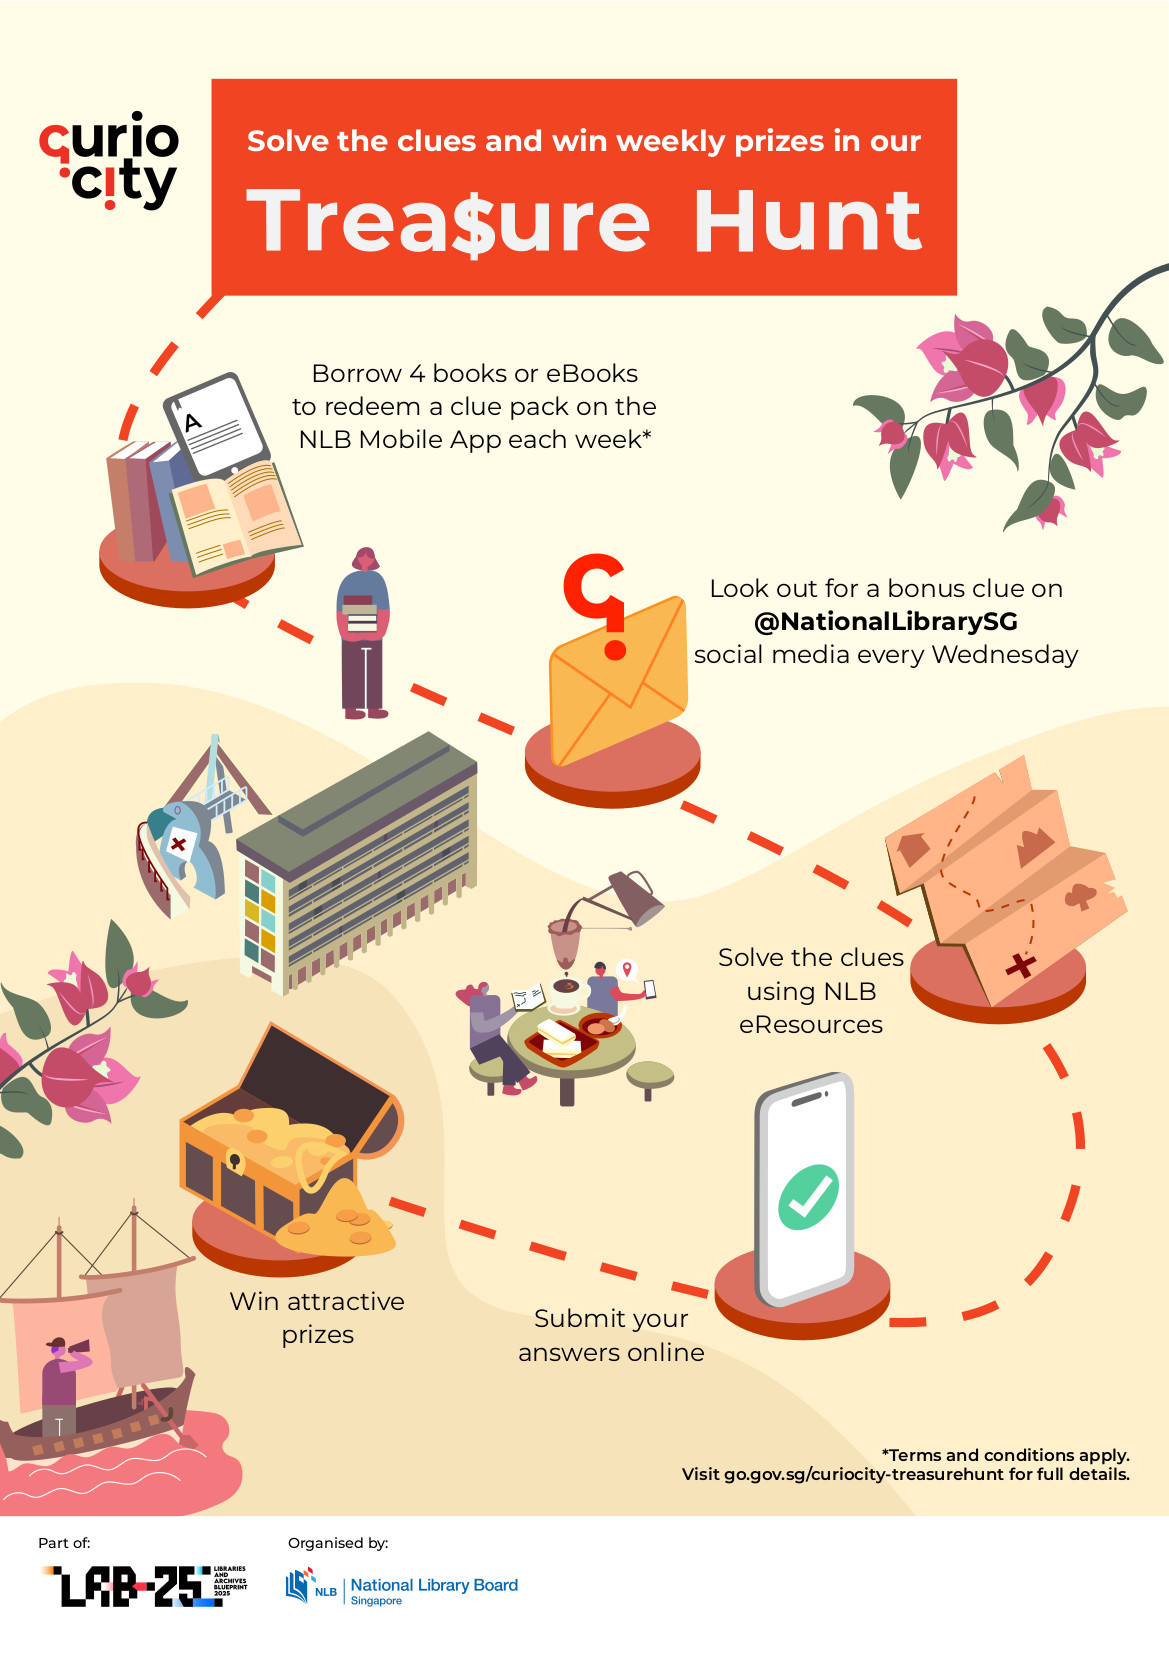 curio
city
Solve the clues and win weekly prizes in our
Trea$ure Hunt
Borrow 4 books or eBooks
to redeem a clue pack on the
NLB Mobile App each week*
A
Look out for a bonus clue on
@NationalLibrarySG
social media every Wednesday
Solve the clues
using NLB
eResources
Win attractive
prizes
Submit your
answers online
*Terms and conditions apply.
Visit go.gov.sg/curiocity-treasurehunt for full details.
Part of:
LAB-25
LIBRARIES
AND
ARCHIVES
BLUEPRINT
2025
Organised by:
NLB
National Library Board
Singapore